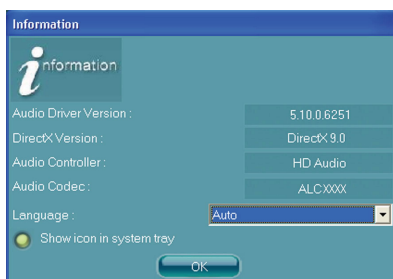 Information
information
Audio Driver Version : 5.10.0.6251
DirectX Version : DirectX 9.0
Audio Controller : HD Audio
Audio Codec : ALCXXXX
Language : Auto
Show icon in system tray
OK